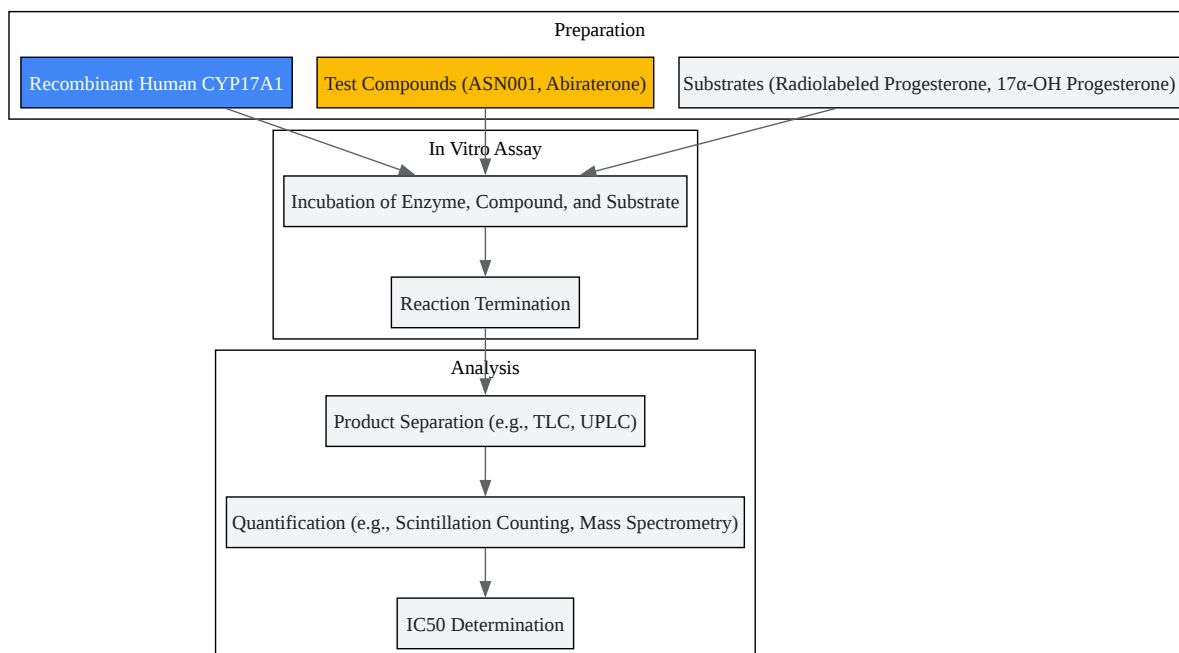 Preparation
Recombinant Human CYP17A1
Test Compounds (ASN001, Abiraterone)
Substrates (Radiolabeled Progesterone, 17α-OH Progesterone)
In Vitro Assay
Incubation of Enzyme, Compound, and Substrate
Reaction Termination
Analysis
Product Separation (e.g., TLC, UPLC)
Quantification (e.g., Scintillation Counting, Mass Spectrometry)
IC50 Determination